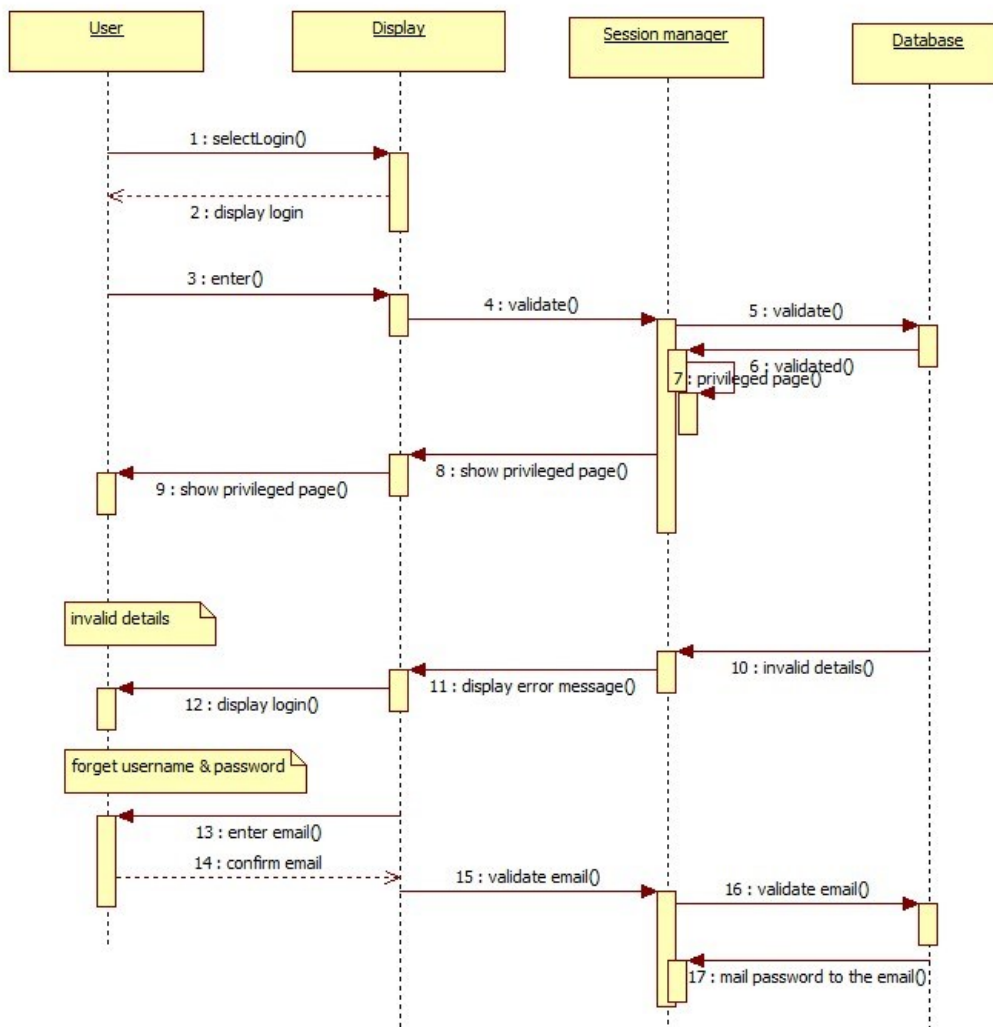 User
Display
Session manager
Database
1 : selectLogin()
2 : display login
3 : enter()
4 : validate()
5 : validate()
6 : validated()
7 : privileged page()
8 : show privileged page()
9 : show privileged page()
invalid details
10 : invalid details()
11 : display error message()
12 : display login()
forget username & password
13 : enter email()
14 : confirm email
15 : validate email()
16 : validate email()
17 : mail password to the email()